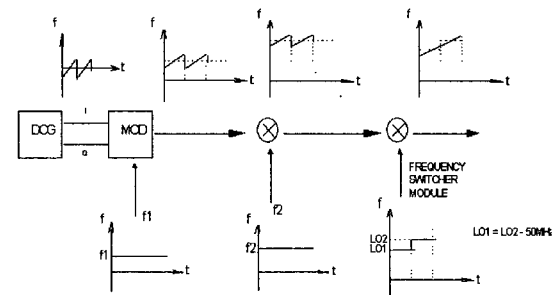 f
f
f
f
t
t
t
t
DCG
I
Q
MOD
f1
f2
FREQUENCY
SWITCHER
MODULE
f
f1
t
f
f2
t
f
LO2
LO1
t
LO1 = LO2 - 50MHz